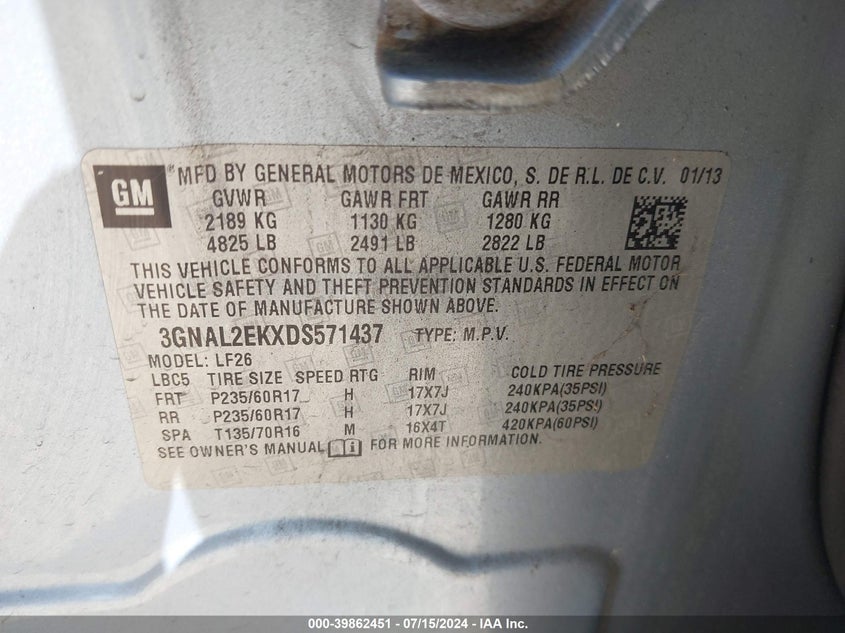 GM
MFD BY GENERAL MOTORS DE MEXICO, S. DE R.L. DE C.V. 01/13
GVWR GAWR FRT GAWR RR
2189 KG 1130 KG 1280 KG
4825 LB 2491 LB 2822 LB
THIS VEHICLE CONFORMS TO ALL APPLICABLE U.S. FEDERAL MOTOR
VEHICLE SAFETY AND THEFT PREVENTION STANDARDS IN EFFECT ON
THE DATE OF MANUFACTURE SHOWN ABOVE.
3GNAL2EKXDS571437 TYPE: M.P.V.
MODEL: LF26
LBC5 TIRE SIZE SPEED RTG RIM COLD TIRE PRESSURE
FRT P235/60R17 H 17X7J 240KPA(35PSI)
RR P235/60R17 H 17X7J 240KPA(35PSI)
SPA T135/70R16 M 16X4T 420KPA(60PSI)
SEE OWNER'S MANUAL FOR MORE INFORMATION.
000-39862451 - 07/15/2024 - IAA Inc.